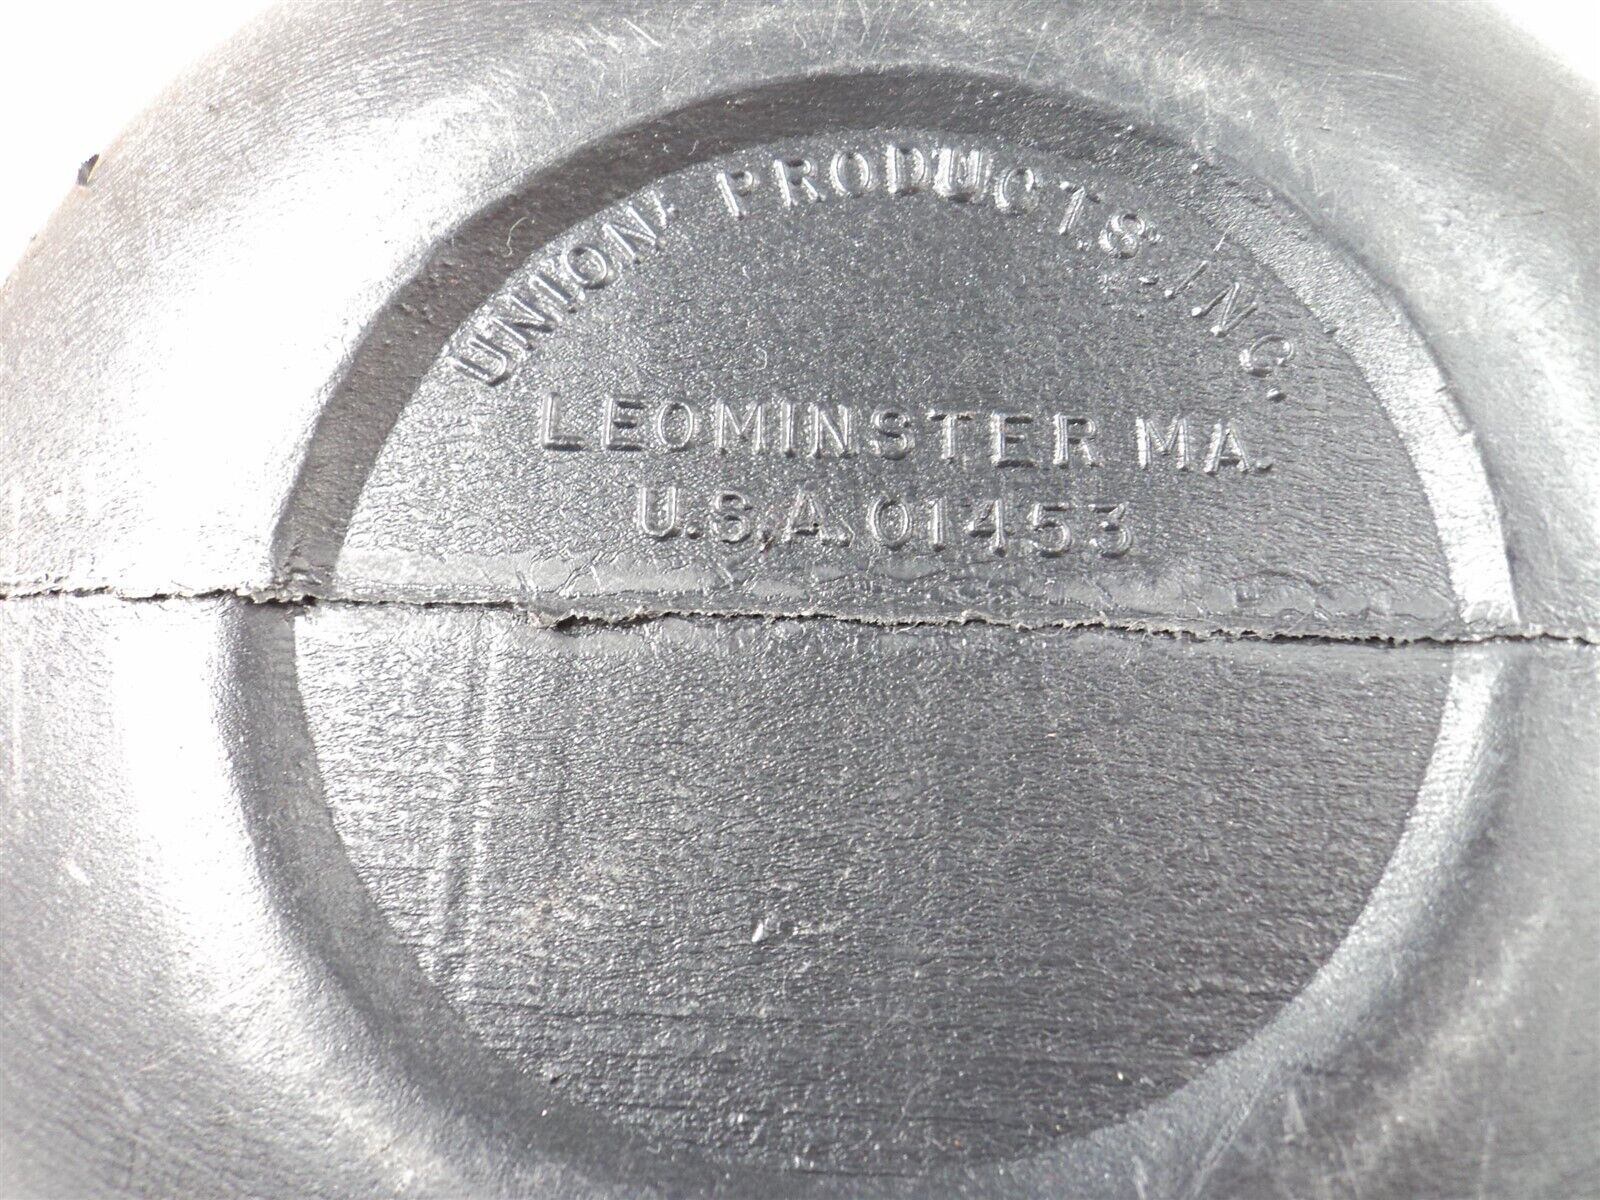 UNION PRODUCTS, INC.
LEOMINSTER MA.
U.S.A. 01453